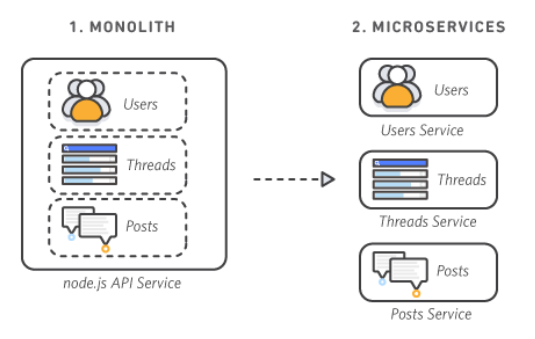 1. MONOLITH
Users
Threads
Posts
node.js API Service
2. MICROSERVICES
Users
Users Service
Threads
Threads Service
Posts
Posts Service